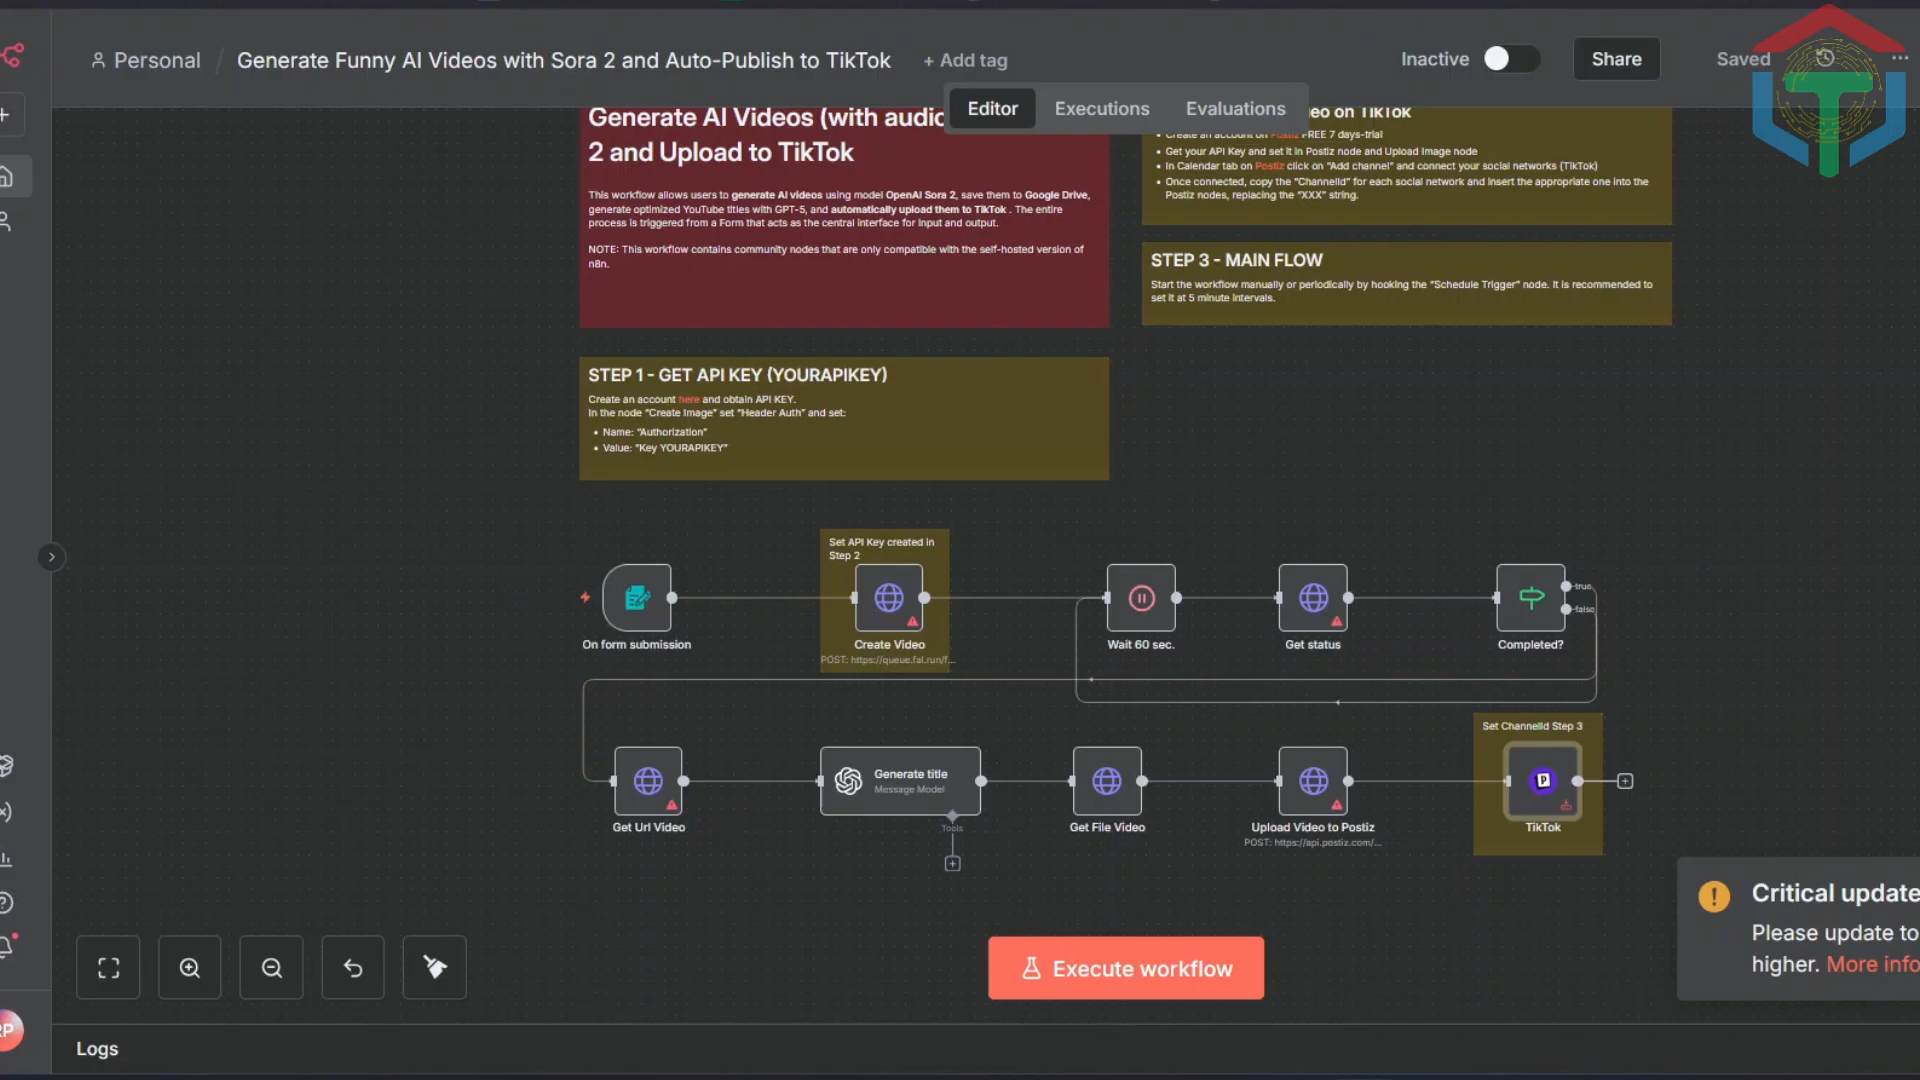 Personal / Generate Funny AI Videos with Sora 2 and Auto-Publish to TikTok + Add tag
Inactive
Share
Saved
Editor Executions Evaluations
Generate AI Videos (with audio
2 and Upload to TikTok
This workflow allows users to generate AI videos using model OpenAI Sora 2, save them to Google Drive,
generate optimized YouTube titles with GPT-5, and automatically upload them to TikTok . The entire
process is triggered from a Form that acts as the central interface for input and output.
NOTE: This workflow contains community nodes that are only compatible with the self-hosted version of
n8n.
eo on TikTok
Create an account on Postiz FREE 7 days-trial
Get your API Key and set it in Postiz node and Upload Image node
In Calendar tab on Postiz click on "Add channel" and connect your social networks (TikTok)
Once connected, copy the "ChannelId" for each social network and insert the appropriate one into the
Postiz nodes, replacing the "XXX" string.
STEP 3 - MAIN FLOW
Start the workflow manually or periodically by hooking the "Schedule Trigger" node. It is recommended to
set it at 5 minute intervals.
STEP 1 - GET API KEY (YOURAPIKEY)
Create an account here and obtain API KEY.
In the node "Create Image" set "Header Auth" and set:
Name: "Authorization"
Value: "Key YOURAPIKEY"
Set API Key created in
Step 2
true
false
On form submission
Create Video
POST: https://queue.fal.run/f...
Wait 60 sec.
Get status
Completed?
Set ChannelId Step 3
Generate title
Message Model
Tools
Get Url Video
Get File Video
Upload Video to Postiz
POST: https://api.postiz.com/...
P
TikTok
Critical update
Please update to
higher. More info
Execute workflow
RP
Logs